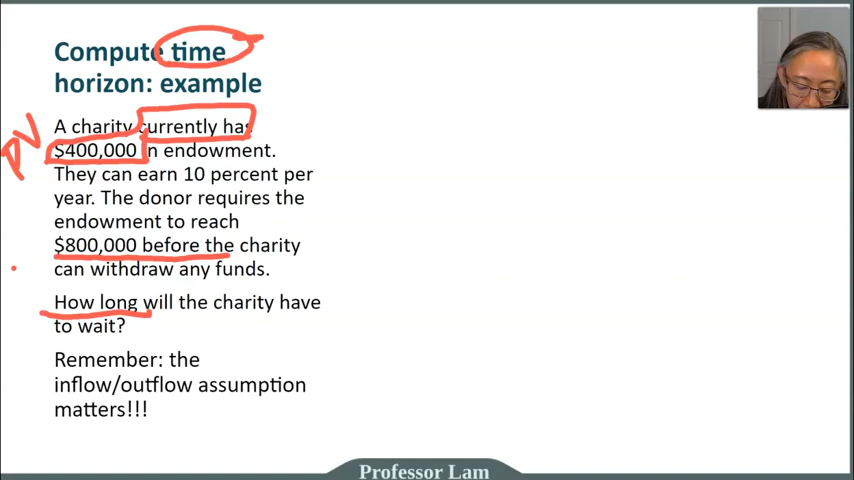 Compute time
horizon: example
A charity currently has
$400,000 in endowment.
They can earn 10 percent per
year. The donor requires the
endowment to reach
$800,000 before the charity
can withdraw any funds.
How long will the charity have
to wait?
Remember: the
inflow/outflow assumption
matters!!!
PV
Professor Lam